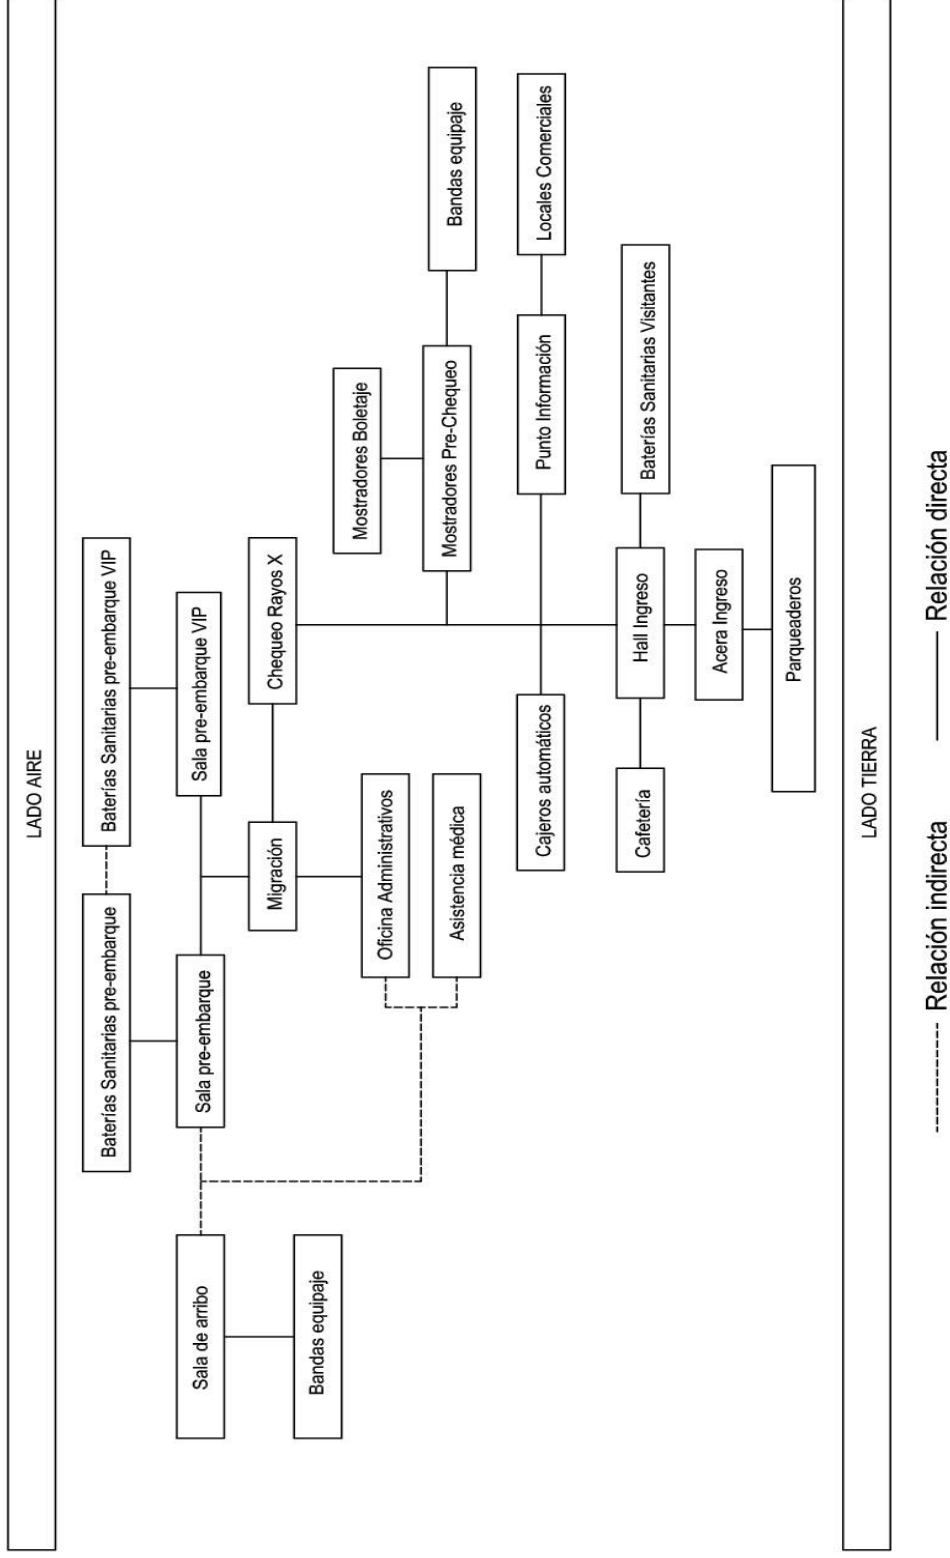 LADO AIRE
Baterías Sanitarias pre-embarque
Baterías Sanitarias pre-embarque VIP
Sala de arribo
Sala pre-embarque
Sala pre-embarque VIP
Migración
Chequeo Rayos X
Bandas equipaje
Mostradores Boletaje
Oficina Administrativos
Asistencia médica
Mostradores Pre-Chequeo
Bandas equipaje
Cajeros automáticos
Punto Información
Locales Comerciales
Cafetería
Hall Ingreso
Baterías Sanitarias Visitantes
Acera Ingreso
Parqueaderos
LADO TIERRA
Relación indirecta
Relación directa